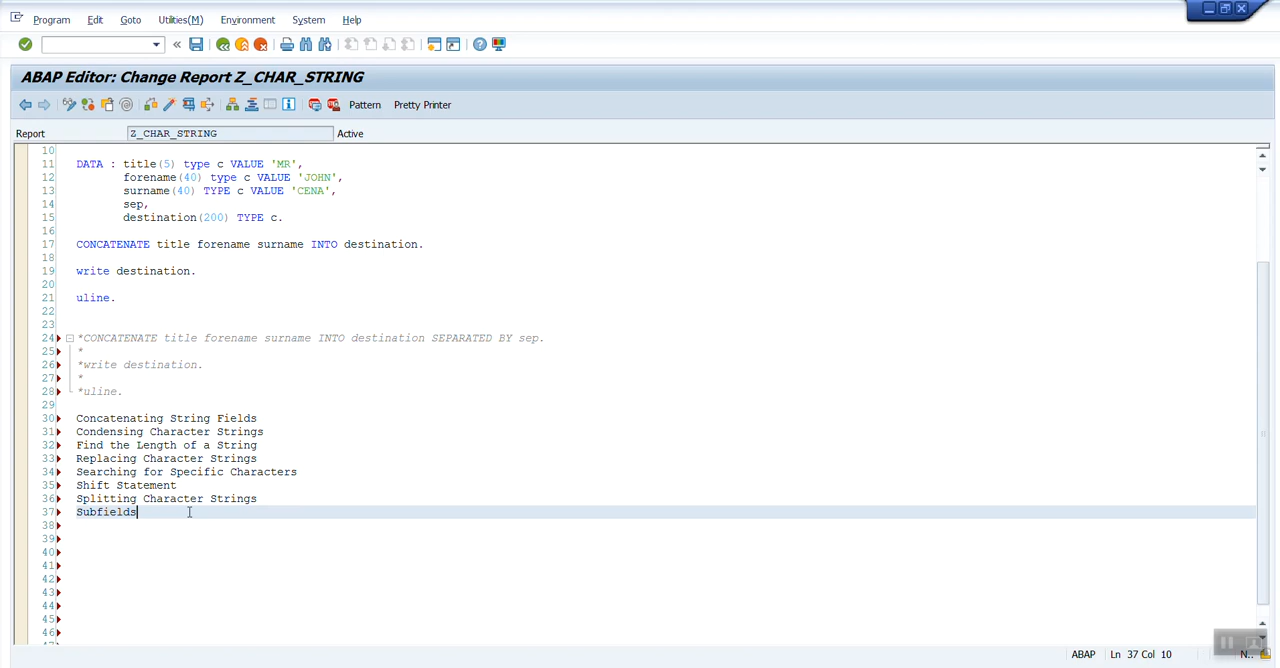 Program Edit Goto Utilities(M) Environment System Help
ABAP Editor: Change Report Z_CHAR_STRING
Pattern Pretty Printer
Report Z_CHAR_STRING Active
10
11 DATA : title(5) type c VALUE 'MR',
12 forename(40) type c VALUE 'JOHN',
13 surname(40) TYPE c VALUE 'CENA',
14 sep,
15 destination(200) TYPE c.
16
17 CONCATENATE title forename surname INTO destination.
18
19 write destination.
20
21 uline.
22
23
24 *CONCATENATE title forename surname INTO destination SEPARATED BY sep.
25 *
26 *write destination.
27 *
28 *uline.
29
30 Concatenating String Fields
31 Condensing Character Strings
32 Find the Length of a String
33 Replacing Character Strings
34 Searching for Specific Characters
35 Shift Statement
36 Splitting Character Strings
37 Subfields
38
39
40
41
42
43
44
45
46
ABAP Ln 37 Col 10 N..